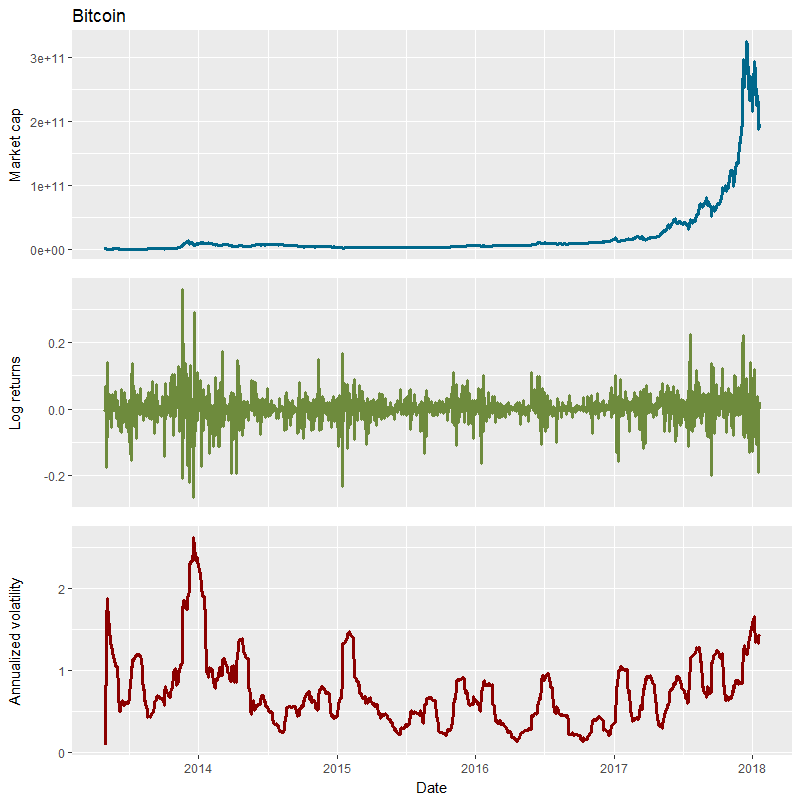 Bitcoin
Market cap
3e+11
2e+11
1e+11
0e+00
Log returns
0.2
0.0
-0.2
Annualized volatility
2
1
0
2014 2015 2016 2017 2018
Date